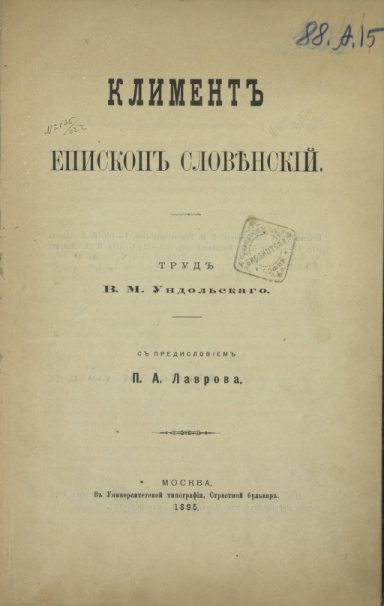 88. А. 15
КЛИМЕНТЪ
ЕПИСКОПЪ СЛОВѢНСКІЙ.
ТРУДЪ
В. М. Ундольскаго.
СЪ ПРЕДИСЛОВІЕМЪ
П. А. Лаврова.
МОСКВА.
Въ Университетской типографіи, Страстной бульваръ.
1895.